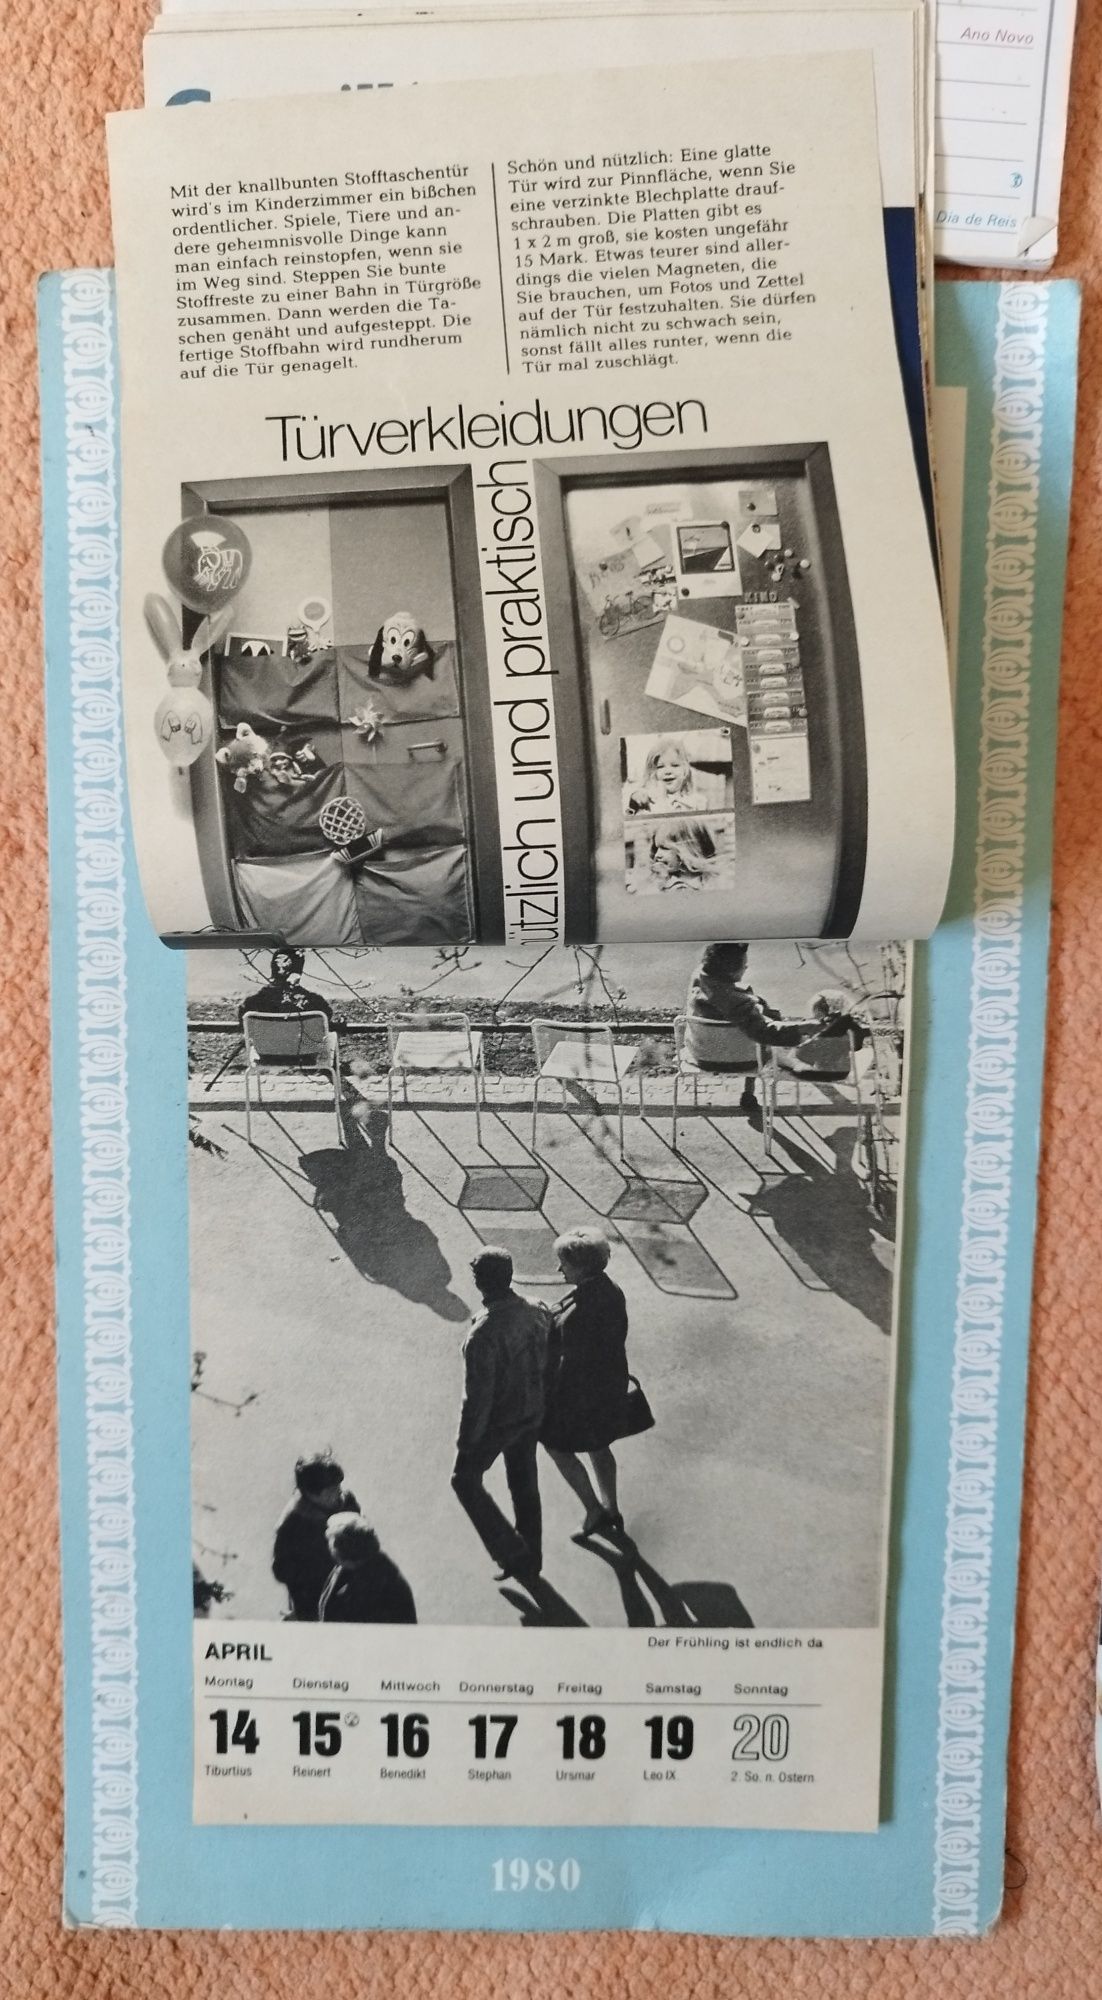 Ano Novo
Dia de Reis
Mit der knallbunten Stofftaschentür
wird's im Kinderzimmer ein bißchen
ordentlicher. Spiele, Tiere und an-
dere geheimnisvolle Dinge kann
man einfach reinstopfen, wenn sie
im Weg sind. Steppen Sie bunte
Stoffreste zu einer Bahn in Türgröße
zusammen. Dann werden die Ta-
schen genäht und aufgesteppt. Die
fertige Stoffbahn wird rundherum
auf die Tür genagelt.
Schön und nützlich: Eine glatte
Tür wird zur Pinnfläche, wenn Sie
eine verzinkte Blechplatte drauf-
schrauben. Die Platten gibt es
1 x 2 m groß, sie kosten ungefähr
15 Mark. Etwas teurer sind aller-
dings die vielen Magneten, die
Sie brauchen, um Fotos und Zettel
auf der Tür festzuhalten. Sie dürfen
nämlich nicht zu schwach sein,
sonst fällt alles runter, wenn die
Tür mal zuschlägt.
Türverkleidungen
nützlich und praktisch
KINO
Der Frühling ist endlich da
APRIL
Montag Dienstag Mittwoch Donnerstag Freitag Samstag Sonntag
14 15 16 17 18 19 20
Tiburtius Reinert Benedikt Stephan Ursmar Leo IX. 2. So. n. Ostern
1980